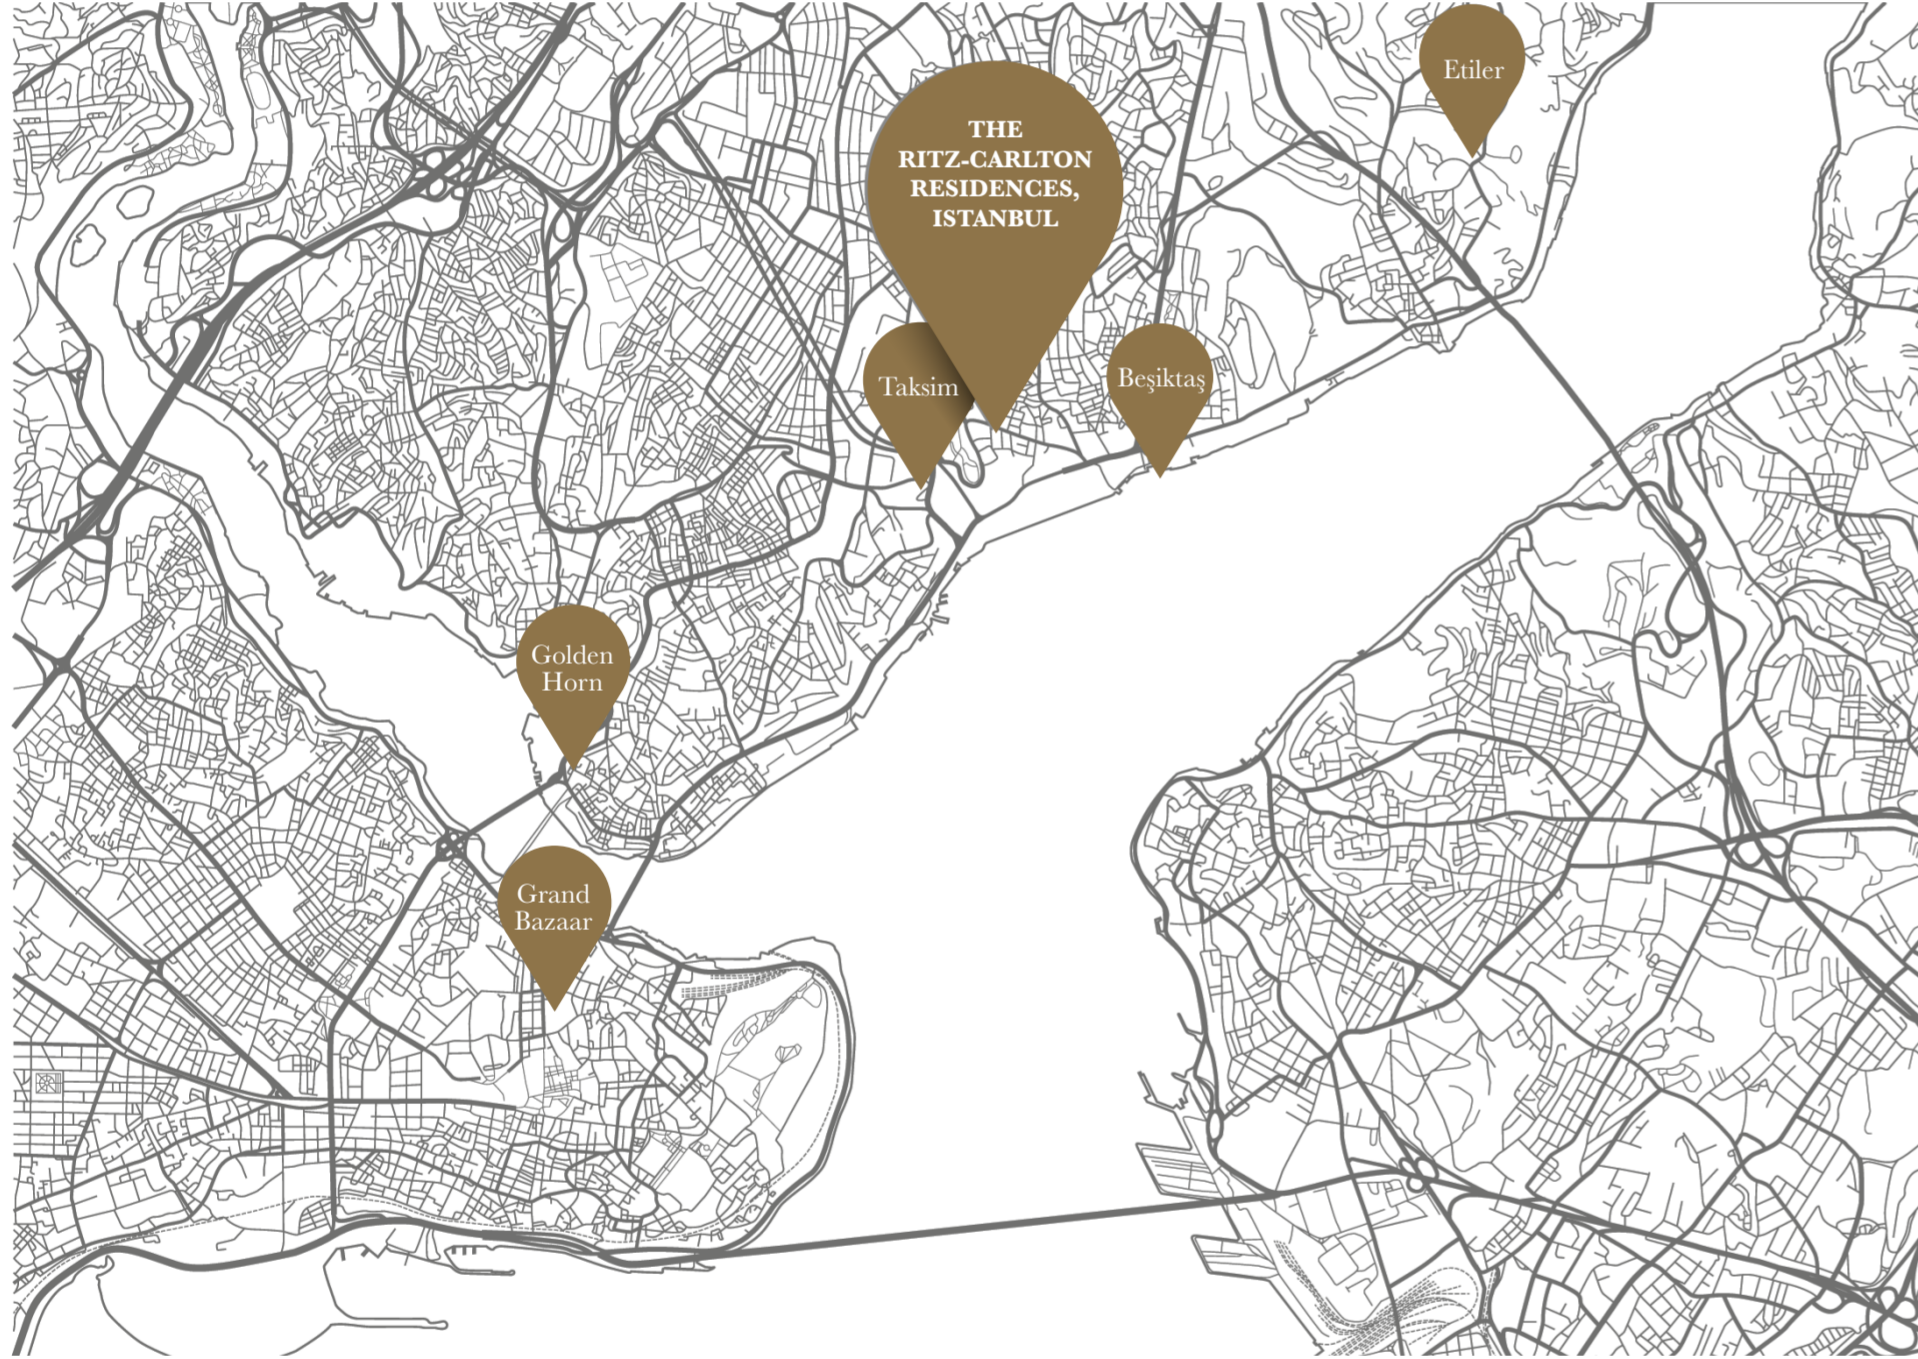 Etiler
THE
RITZ-CARLTON
RESIDENCES,
ISTANBUL
Taksim
Beşiktaş
Golden
Horn
Grand
Bazaar